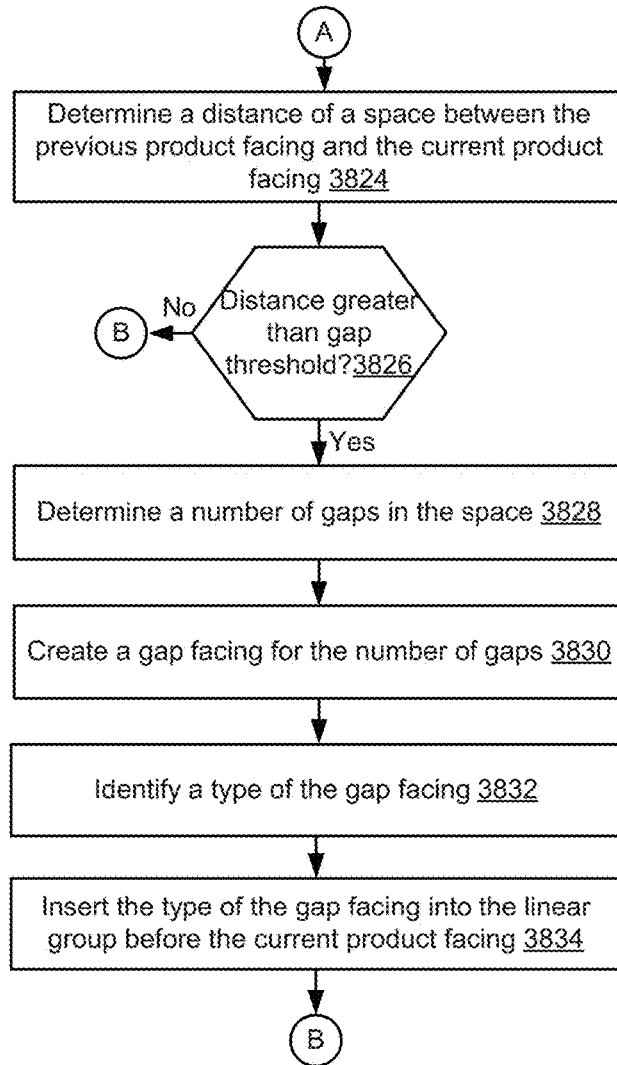 A
Determine a distance of a space between the
previous product facing and the current product
facing 3824
No
B
Distance greater
than gap
threshold?3826
Yes
Determine a number of gaps in the space 3828
Create a gap facing for the number of gaps 3830
Identify a type of the gap facing 3832
Insert the type of the gap facing into the linear
group before the current product facing 3834
B